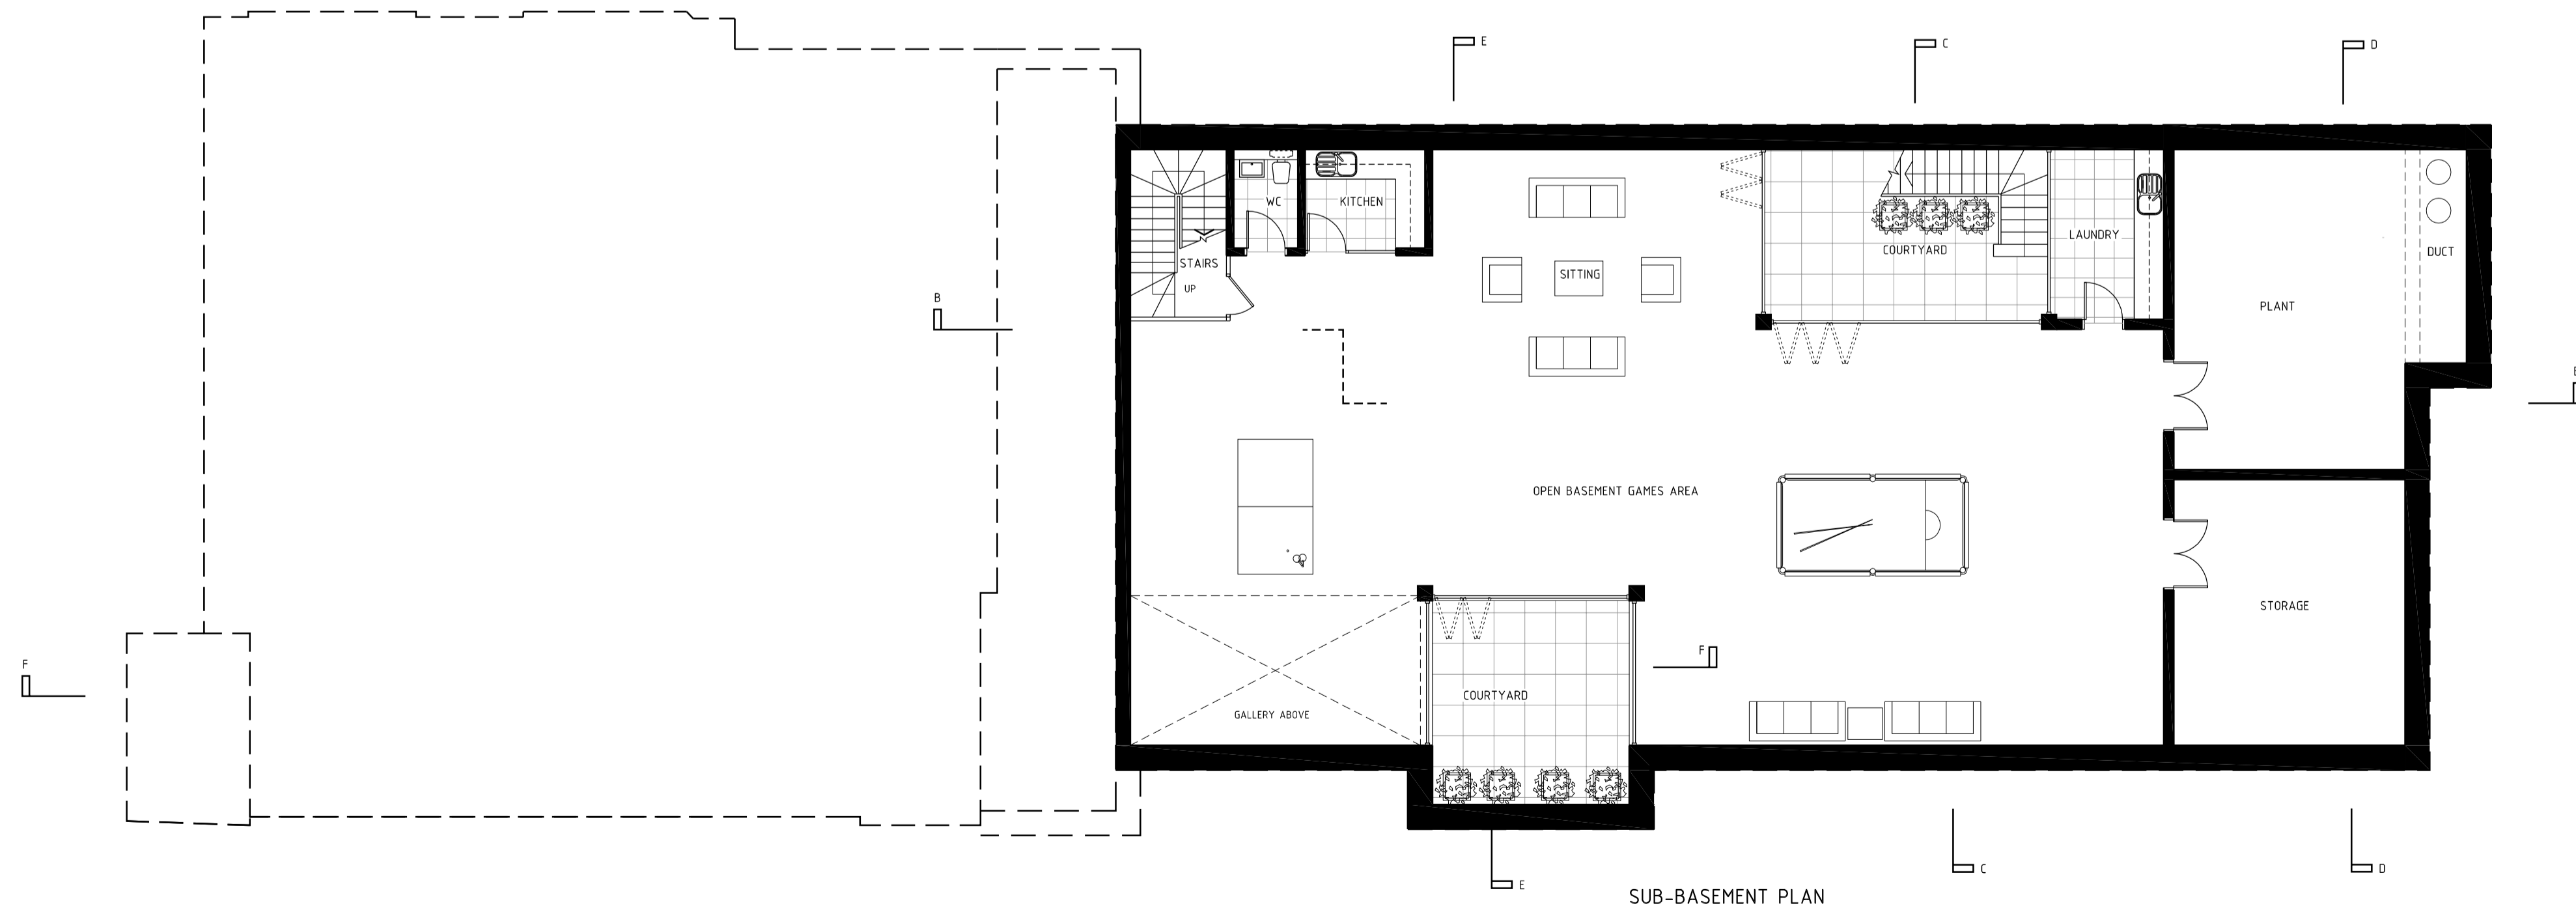 E
C
D
WC
KITCHEN
LAUNDRY
COURTYARD
DUCT
STAIRS
SITTING
UP
B
PLANT
OPEN BASEMENT GAMES AREA
STORAGE
F
F
COURTYARD
GALLERY ABOVE
C
D
E
SUB-BASEMENT PLAN